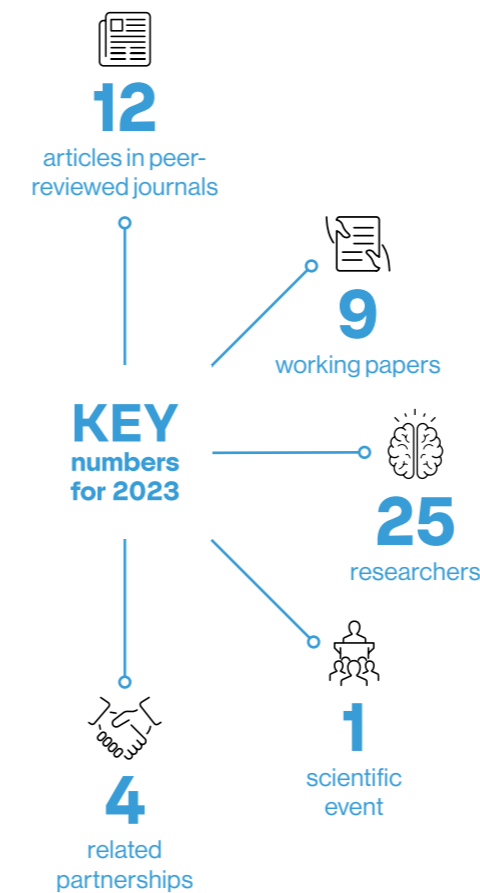 12
articles in peer-
reviewed journals
9
working papers
KEY
numbers
for 2023
25
researchers
1
scientific
event
4
related
partnerships